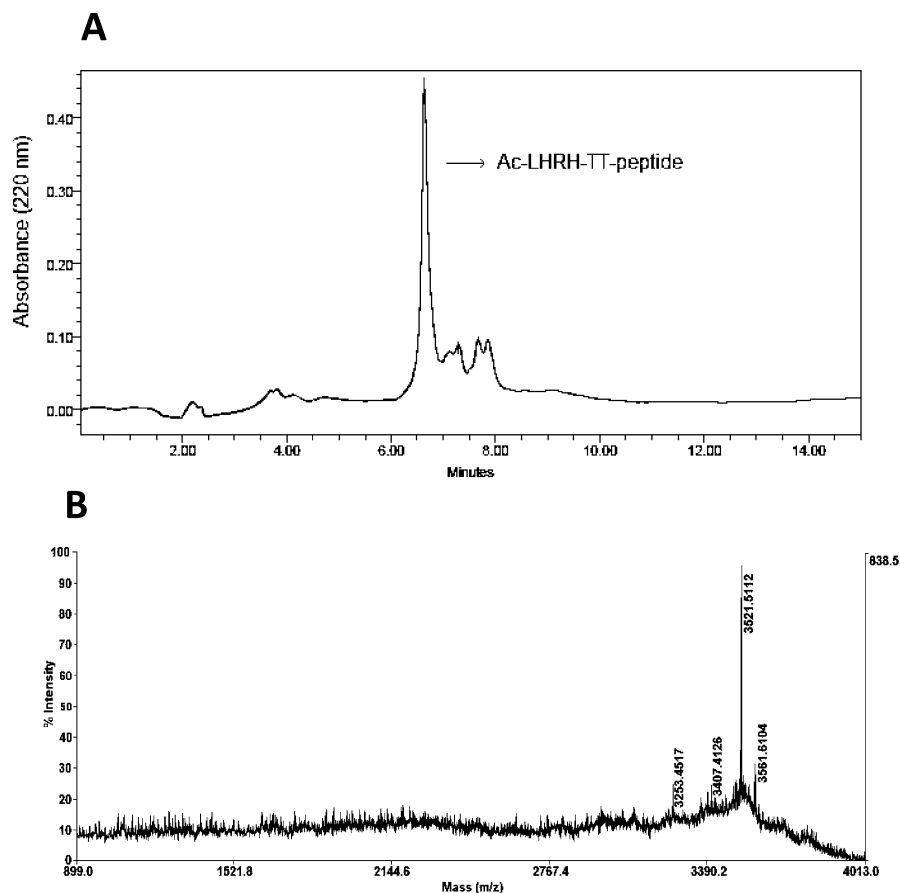 A
Absorbance (220 nm)
0.40
0.30
0.20
0.10
0.00
Ac-LHRH-TT-peptide
2.00 4.00 6.00 8.00 10.00 12.00 14.00
Minutes
B
% Intensity
100
90
80
70
60
50
40
30
20
10
0
838.5
3253.4517
3407.4126
3521.5112
3561.6104
899.0 1521.8 2144.6 2767.4 3390.2 4013.0
Mass (m/z)